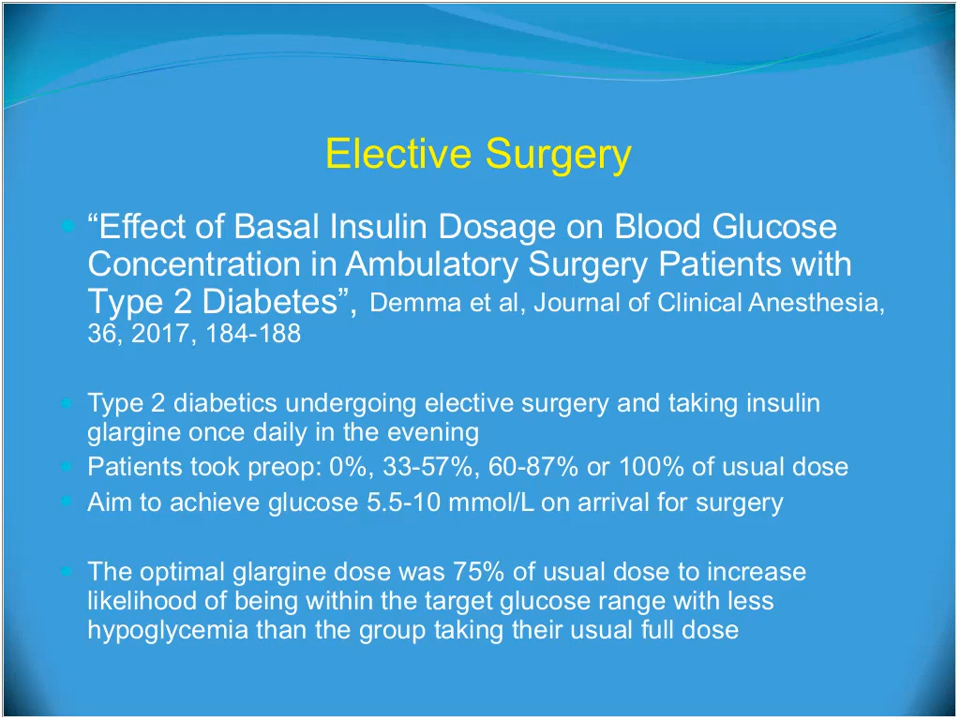 Elective Surgery
“Effect of Basal Insulin Dosage on Blood Glucose
Concentration in Ambulatory Surgery Patients with
Type 2 Diabetes”, Demma et al, Journal of Clinical Anesthesia,
36, 2017, 184-188
Type 2 diabetics undergoing elective surgery and taking insulin
glargine once daily in the evening
Patients took preop: 0%, 33-57%, 60-87% or 100% of usual dose
Aim to achieve glucose 5.5-10 mmol/L on arrival for surgery
The optimal glargine dose was 75% of usual dose to increase
likelihood of being within the target glucose range with less
hypoglycemia than the group taking their usual full dose